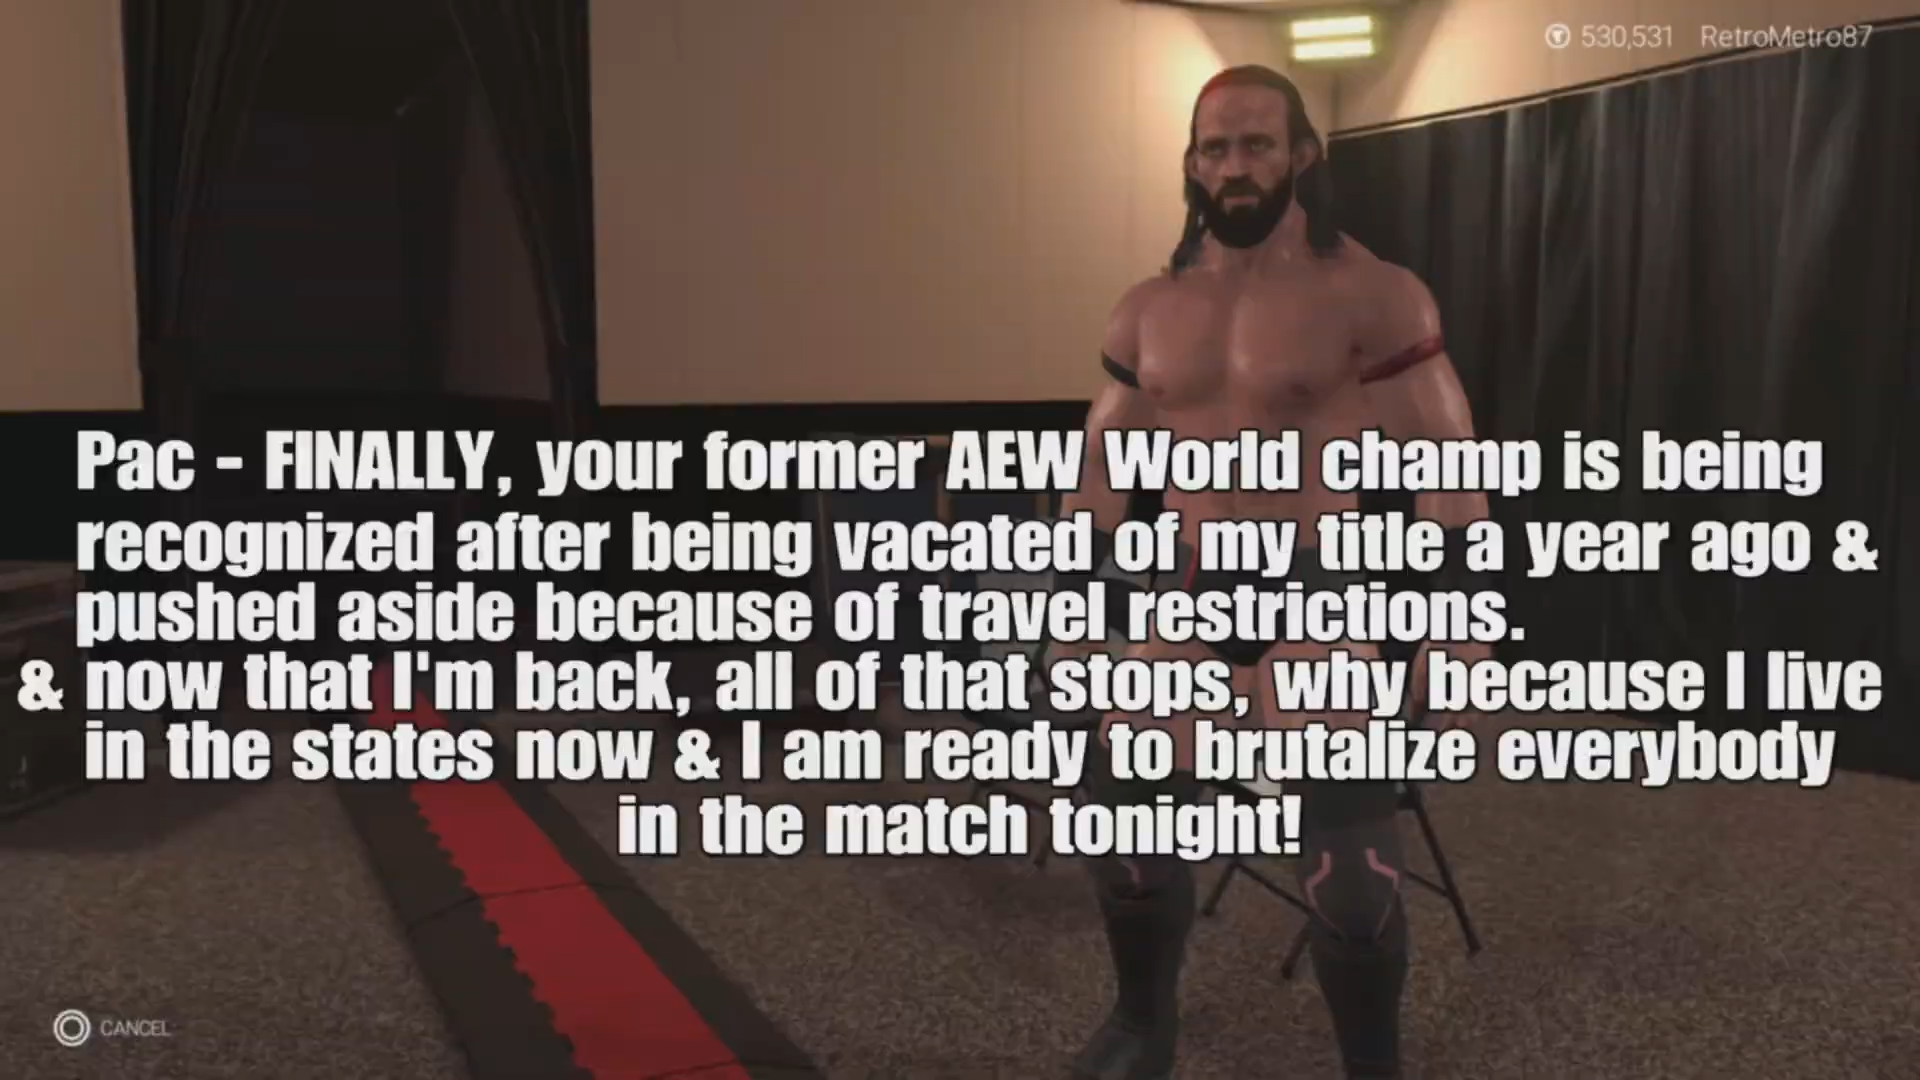 530,531 RetroMetro87
Pac - FINALLY, your former AEW World champ is being
recognized after being vacated of my title a year ago &
pushed aside because of travel restrictions.
& now that I'm back, all of that stops, why because I live
in the states now & I am ready to brutalize everybody
in the match tonight!
CANCEL